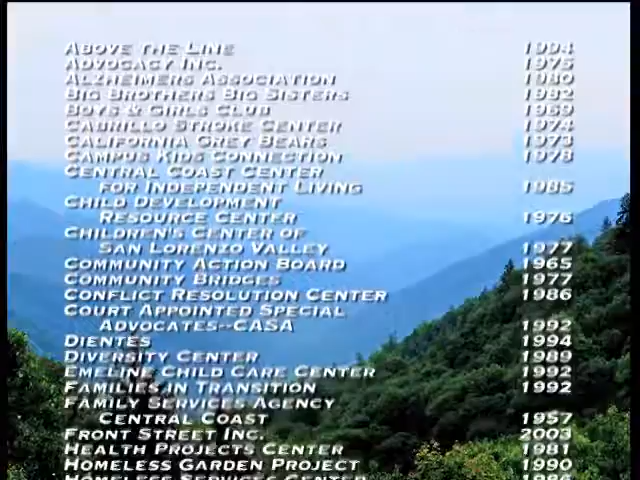 ABOVE THE LINE 1994
ADVOCACY INC. 1975
ALZHEIMERS ASSOCIATION 1980
BIG BROTHERS BIG SISTERS 1982
BOYS & GIRLS CLUB 1969
CABRILLO STROKE CENTER 1974
CALIFORNIA GREY BEARS 1973
CAMPUS KIDS CONNECTION 1978
CENTRAL COAST CENTER
FOR INDEPENDENT LIVING 1985
CHILD DEVELOPMENT
RESOURCE CENTER 1976
CHILDREN'S CENTER OF
SAN LORENZO VALLEY 1977
COMMUNITY ACTION BOARD 1965
COMMUNITY BRIDGES 1977
CONFLICT RESOLUTION CENTER 1986
COURT APPOINTED SPECIAL
ADVOCATES--CASA 1992
DIENTES 1994
DIVERSITY CENTER 1989
EMELINE CHILD CARE CENTER 1992
FAMILIES IN TRANSITION 1992
FAMILY SERVICES AGENCY
CENTRAL COAST 1957
FRONT STREET INC. 2003
HEALTH PROJECTS CENTER 1981
HOMELESS GARDEN PROJECT 1990
HOMELESS SERVICES CENTER 1986